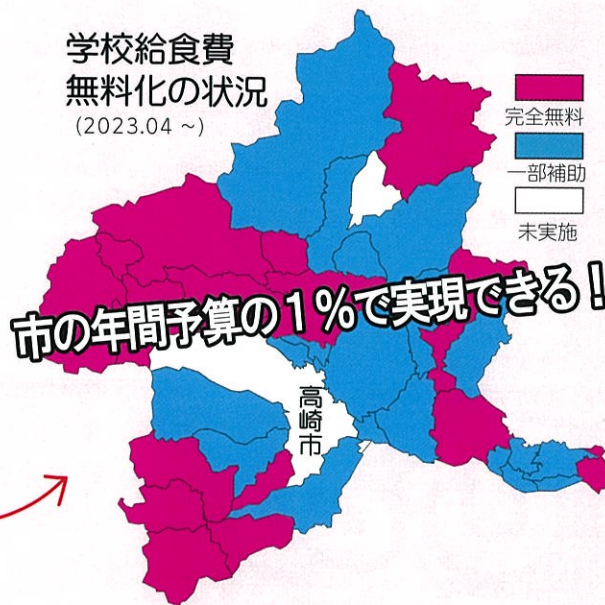 学校給食費
無料化の状況
(2023.04 ~)
完全無料
一部補助
未実施
市の年間予算の1%で実現できる!
高崎市